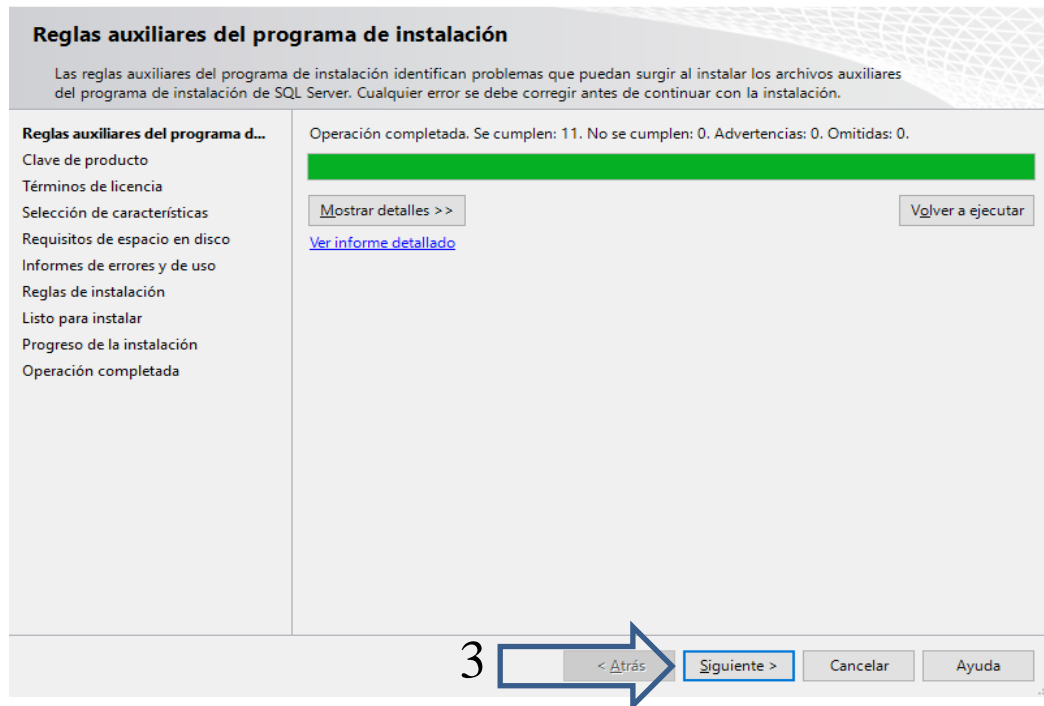 Reglas auxiliares del programa de instalación
Las reglas auxiliares del programa de instalación identifican problemas que puedan surgir al instalar los archivos auxiliares
del programa de instalación de SQL Server. Cualquier error se debe corregir antes de continuar con la instalación.
Reglas auxiliares del programa d...
Clave de producto
Términos de licencia
Selección de características
Requisitos de espacio en disco
Informes de errores y de uso
Reglas de instalación
Listo para instalar
Progreso de la instalación
Operación completada
Operación completada. Se cumplen: 11. No se cumplen: 0. Advertencias: 0. Omitidas: 0.
Mostrar detalles >>
Volver a ejecutar
Ver informe detallado
3
< Atrás
Siguiente >
Cancelar
Ayuda